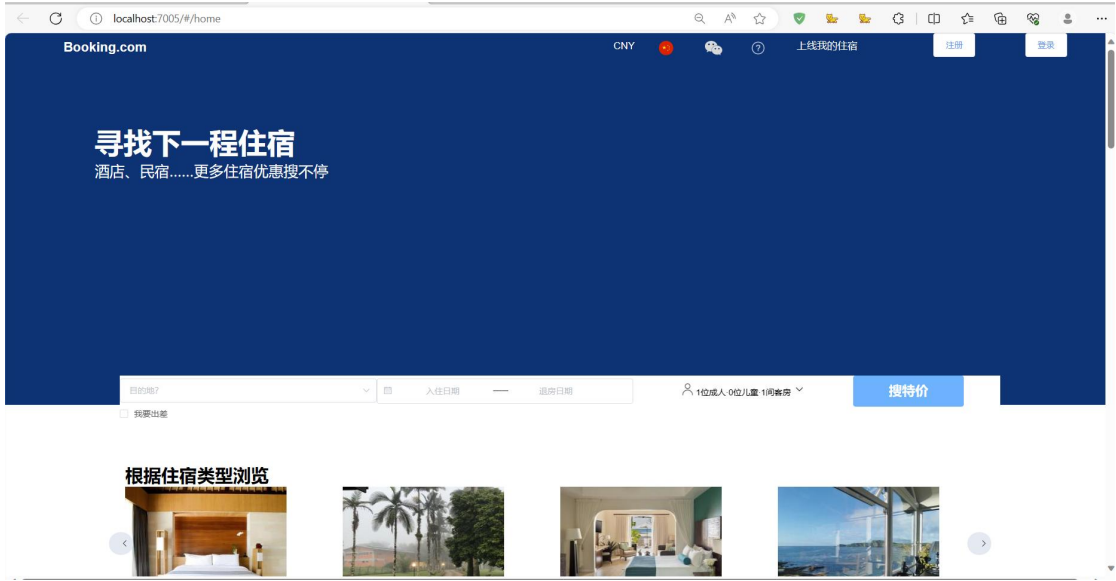 localhost:7005/#/home
Booking.com CNY 上线我的住宿 注册 登录
寻找下一程住宿
酒店、民宿......更多住宿优惠搜不停
目的地? 入住日期 — 退房日期 1位成人·0位儿童·1间客房 搜特价
我要出差
根据住宿类型浏览